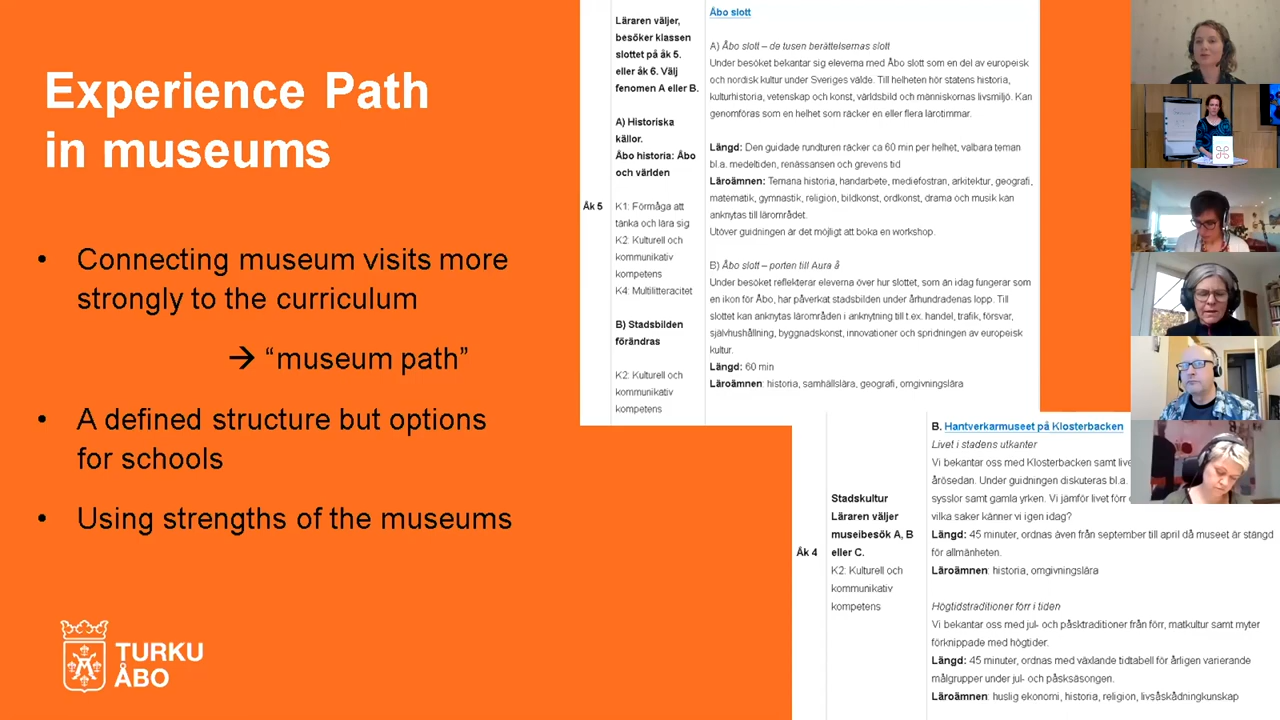 Experience Path
in museums
• Connecting museum visits more
strongly to the curriculum
→ “museum path”
• A defined structure but options
for schools
• Using strengths of the museums
TURKU
ÅBO
Åk 5
Läraren väljer,
besöker klassen
slottet på åk 5.
eller åk 6. Välj
fenomen A eller B.
A) Historiska
källor.
Åbo historia: Åbo
och världen
K1: Förmåga att
tänka och lära sig
K2: Kulturell och
kommunikativ
kompetens
K4: Multilitteracitet
B) Stadsbilden
förändras
K2: Kulturell och
kommunikativ
kompetens
Åbo slott
A) Åbo slott – de tusen berättelsernas slott
Under besöket bekantar sig eleverna med Åbo slott som en del av europeisk
och nordisk kultur under Sveriges välde. Till helheten hör statens historia,
kulturhistoria, vetenskap och konst, världsbild och människornas livsmiljö. Kan
genomföras som en helhet som räcker en eller flera lärotimmar.
Längd: Den guidade rundturen räcker ca 60 min per helhet, valbara teman
bl.a. medeltiden, renässansen och grevens tid
Läroämnen: Temana historia, handarbete, mediefostran, arkitektur, geografi,
matematik, gymnastik, religion, bildkonst, ordkonst, drama och musik kan
anknytas till lärområdet.
Utöver guidningen är det möjligt att boka en workshop.
B) Åbo slott – porten till Aura å
Under besöket reflekterar eleverna över hur slottet, som än idag fungerar som
en ikon för Åbo, har påverkat stadsbilden under århundradenas lopp. Till
slottet kan anknytas lärområden i anknytning till t.ex. handel, trafik, försvar,
självhushållning, byggnadskonst, innovationer och spridningen av europeisk
kultur.
Längd: 60 min
Läroämnen: historia, samhällslära, geografi, omgivningslära
Åk 4
Stadskultur
Läraren väljer
museibesök A, B
eller C.
K2: Kulturell och
kommunikativ
kompetens
B. Hantverkarmuseet på Klosterbacken
Livet i stadens utkanter
Vi bekantar oss med Klosterbacken samt
årösedan. Under guidningen diskuteras bl.a.
sysslor samt gamla yrken. Vi jämför livet förr
vilka saker känner vi igen idag?
Längd: 45 minuter, ordnas även från september till april då museet är stängd
för allmänheten.
Läroämnen: historia, omgivningslära
Högtidstraditioner förr i tiden
Vi bekantar oss med jul- och påsktraditioner från förr, matkultur samt myter
förknippade med högtider.
Längd: 45 minuter, ordnas med växlande tidtabell för årligen varierande
målgrupper under jul- och påsksäsongen.
Läroämnen: huslig ekonomi, historia, religion, livsåskådningkunskap